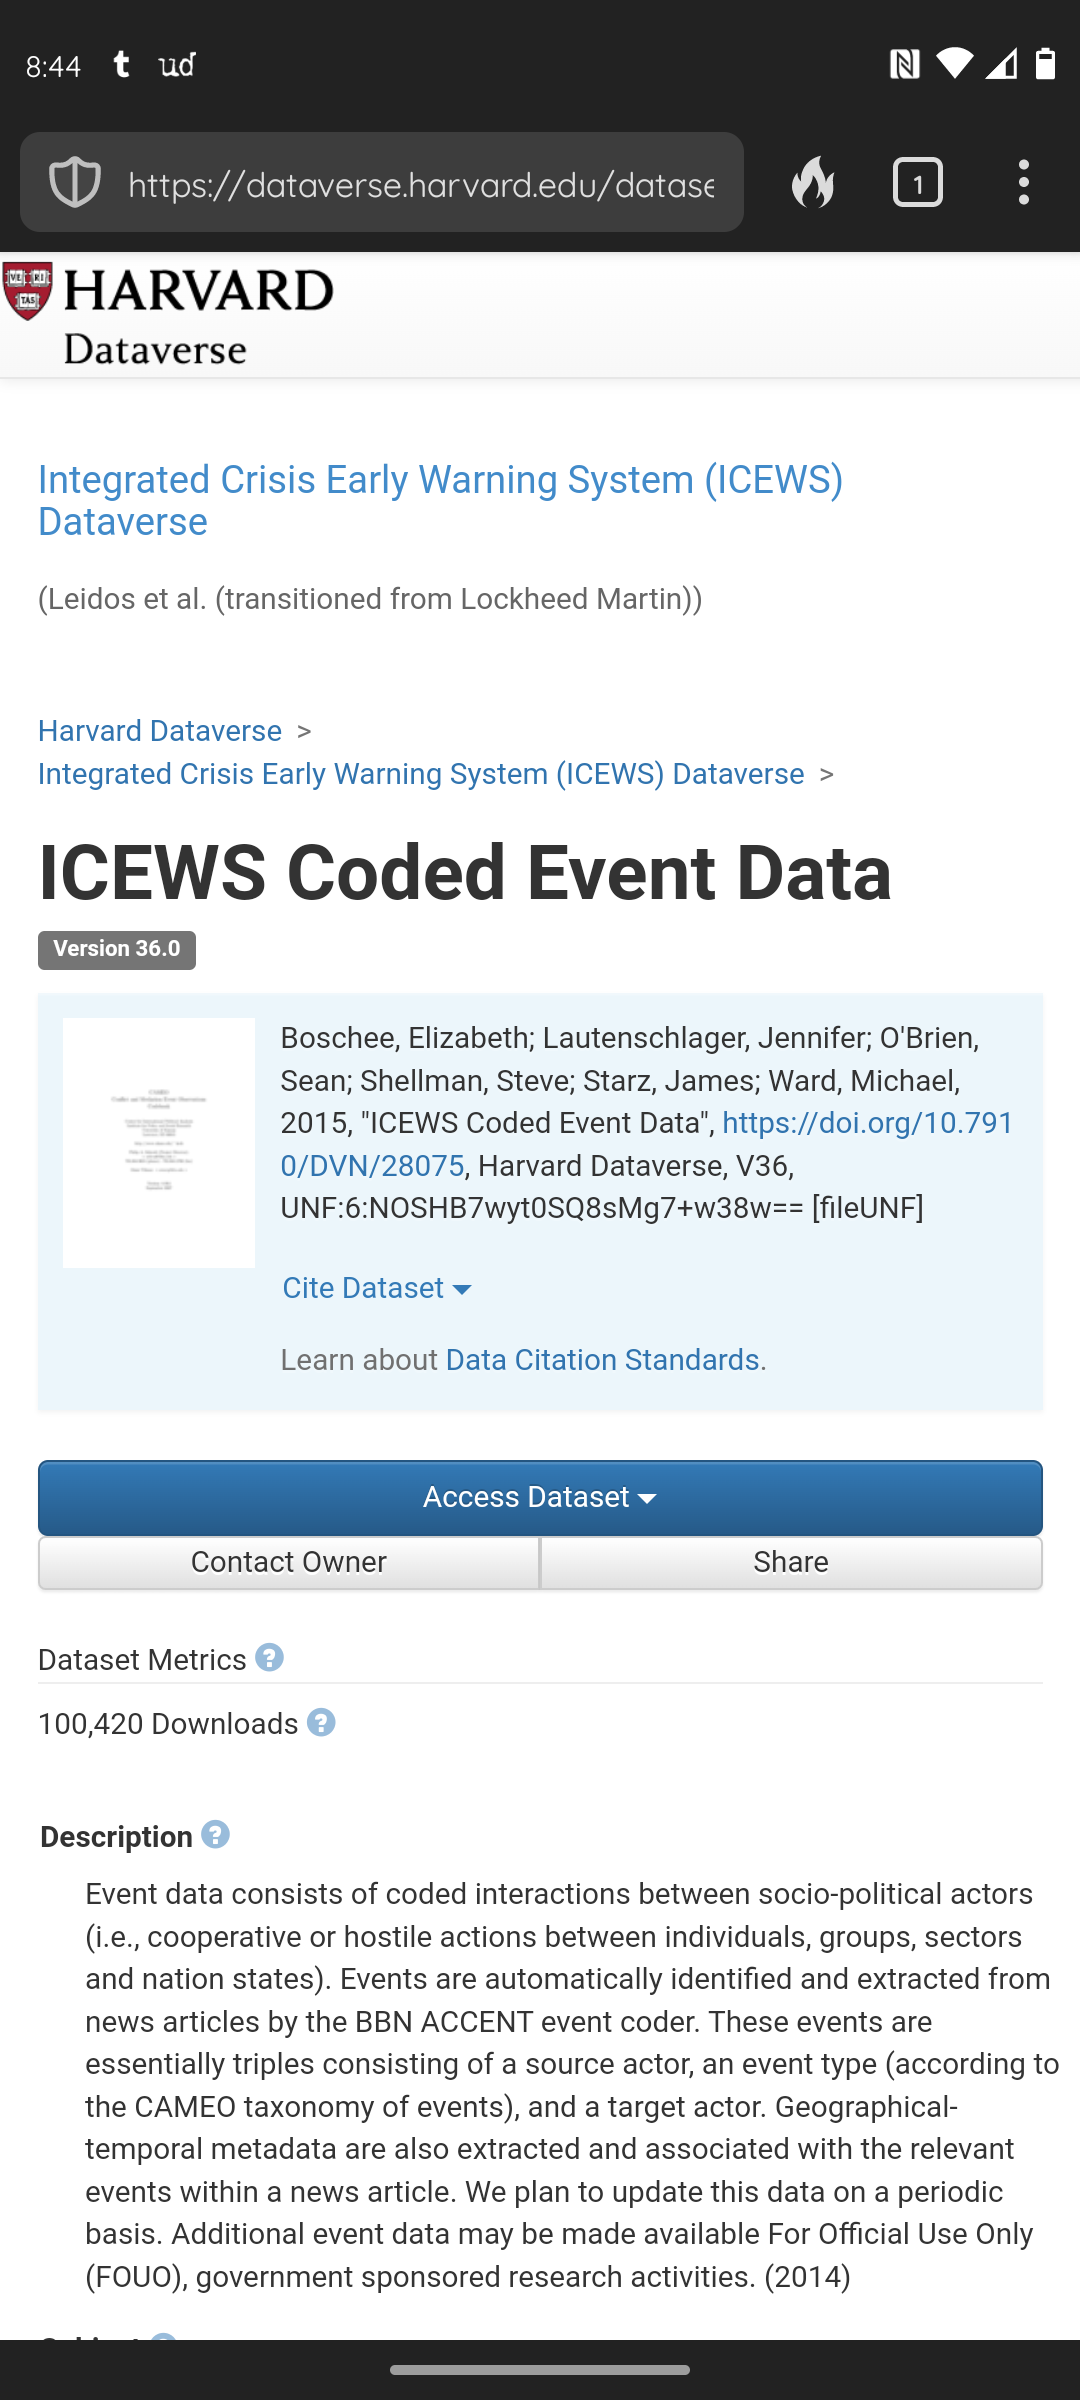 8:44 t ud
https://dataverse.harvard.edu/datase
1
VE RI
TAS
HARVARD
Dataverse
Integrated Crisis Early Warning System (ICEWS)
Dataverse
(Leidos et al. (transitioned from Lockheed Martin))
Harvard Dataverse >
Integrated Crisis Early Warning System (ICEWS) Dataverse >
ICEWS Coded Event Data
Version 36.0
Boschee, Elizabeth; Lautenschlager, Jennifer; O'Brien,
Sean; Shellman, Steve; Starz, James; Ward, Michael,
2015, "ICEWS Coded Event Data", https://doi.org/10.791
0/DVN/28075, Harvard Dataverse, V36,
UNF:6:NOSHB7wyt0SQ8sMg7+w38w== [fileUNF]
Cite Dataset
Learn about Data Citation Standards.
Access Dataset
Contact Owner Share
Dataset Metrics ?
100,420 Downloads ?
Description ?
Event data consists of coded interactions between socio-political actors
(i.e., cooperative or hostile actions between individuals, groups, sectors
and nation states). Events are automatically identified and extracted from
news articles by the BBN ACCENT event coder. These events are
essentially triples consisting of a source actor, an event type (according to
the CAMEO taxonomy of events), and a target actor. Geographical-
temporal metadata are also extracted and associated with the relevant
events within a news article. We plan to update this data on a periodic
basis. Additional event data may be made available For Official Use Only
(FOUO), government sponsored research activities. (2014)